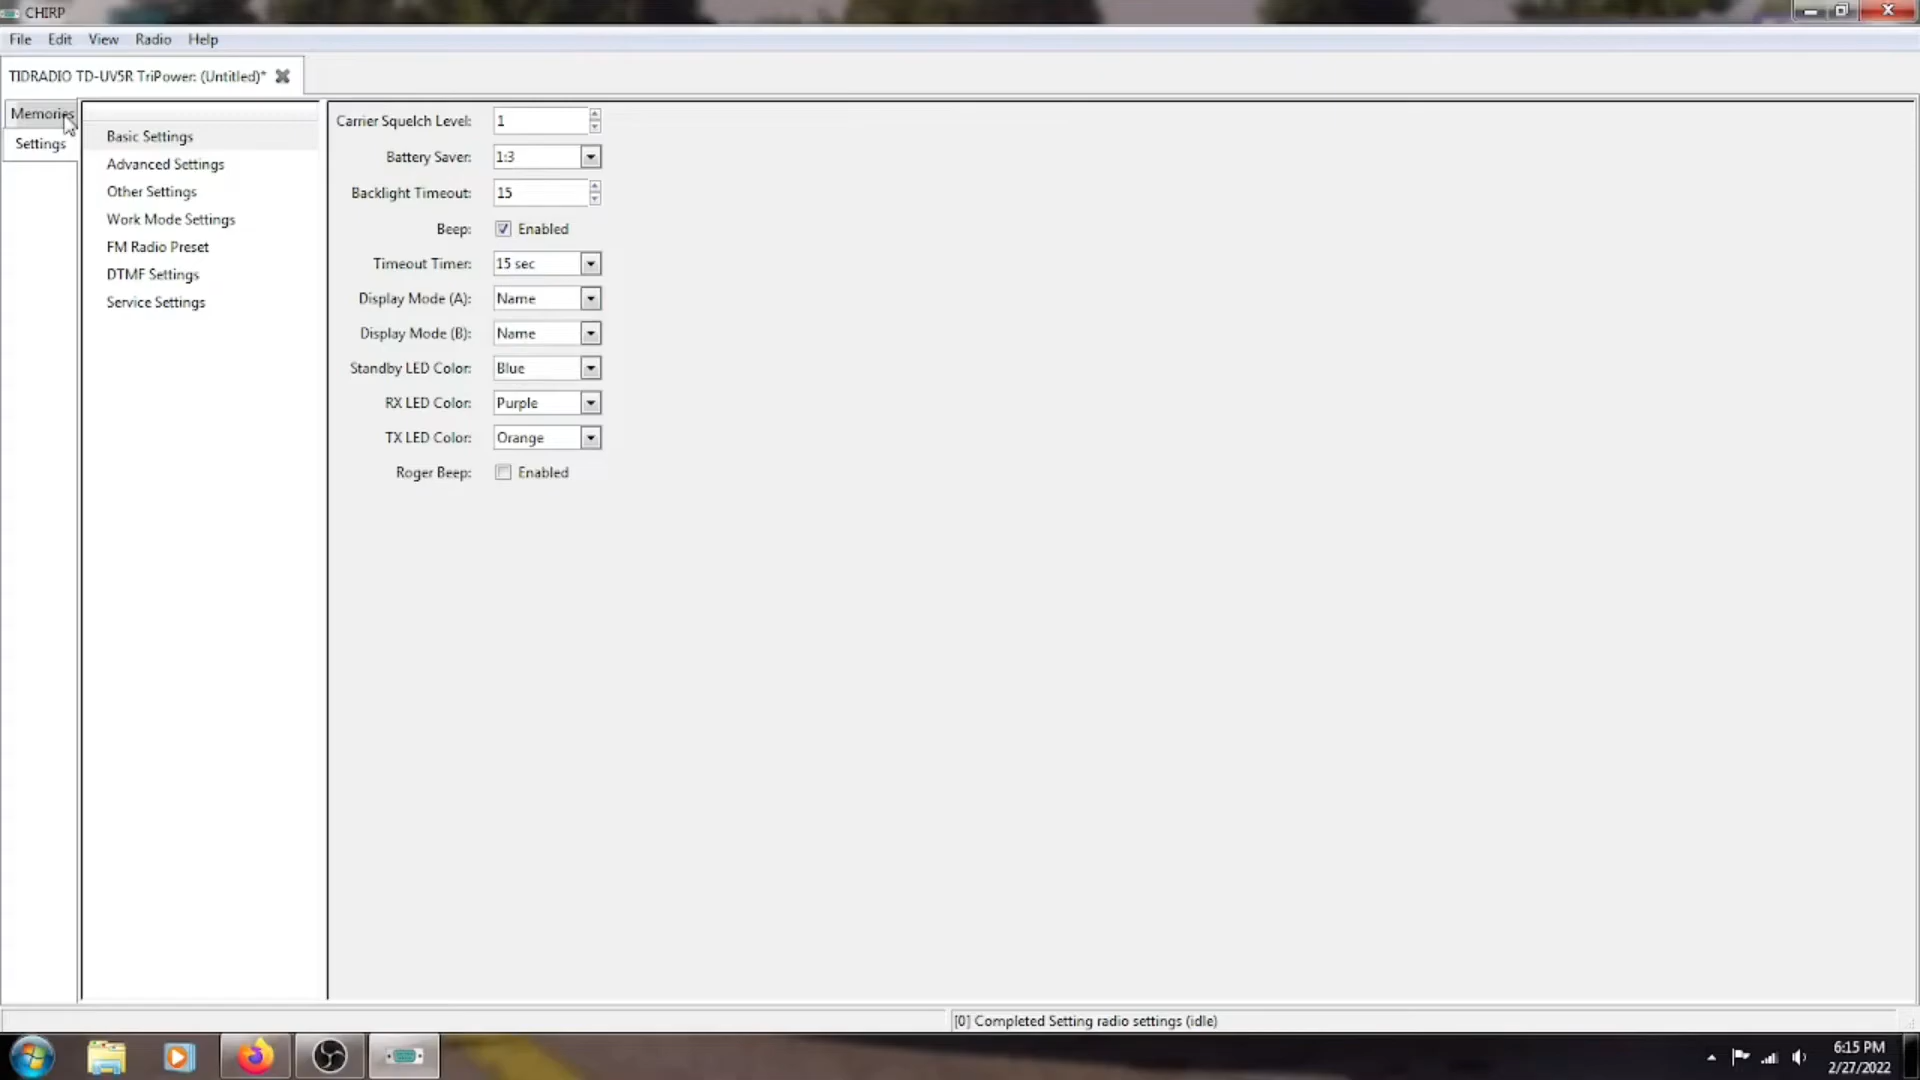 CHIRP
File Edit View Radio Help
TIDRADIO TD-UV5R TriPower: (Untitled)*
Memories
Settings
Basic Settings
Advanced Settings
Other Settings
Work Mode Settings
FM Radio Preset
DTMF Settings
Service Settings
Carrier Squelch Level: 1
Battery Saver: 1:3
Backlight Timeout: 15
Beep: Enabled
Timeout Timer: 15 sec
Display Mode (A): Name
Display Mode (B): Name
Standby LED Color: Blue
RX LED Color: Purple
TX LED Color: Orange
Roger Beep: Enabled
[0] Completed Setting radio settings (idle)
6:15 PM
2/27/2022